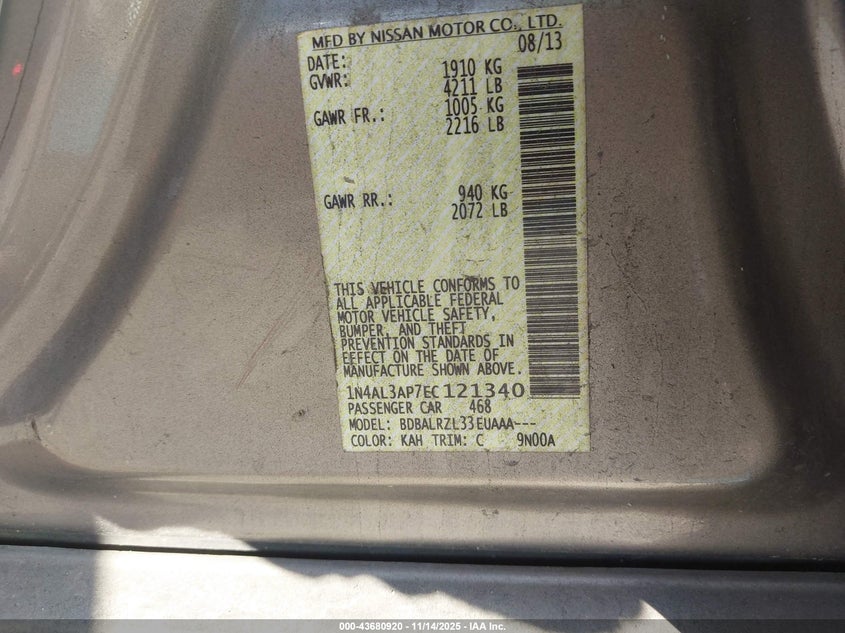 MFD BY NISSAN MOTOR CO., LTD.
DATE: 08/13
GVWR: 1910 KG
4211 LB
GAWR FR.: 1005 KG
2216 LB
GAWR RR.: 940 KG
2072 LB
THIS VEHICLE CONFORMS TO
ALL APPLICABLE FEDERAL
MOTOR VEHICLE SAFETY,
BUMPER, AND THEFT
PREVENTION STANDARDS IN
EFFECT ON THE DATE OF
MANUFACTURE SHOWN ABOVE.
1N4AL3AP7EC121340
PASSENGER CAR 468
MODEL: BDBALRZL33EUAAA---
COLOR: KAH TRIM: C 9N00A
000-43680920 - 11/14/2025 - IAA Inc.